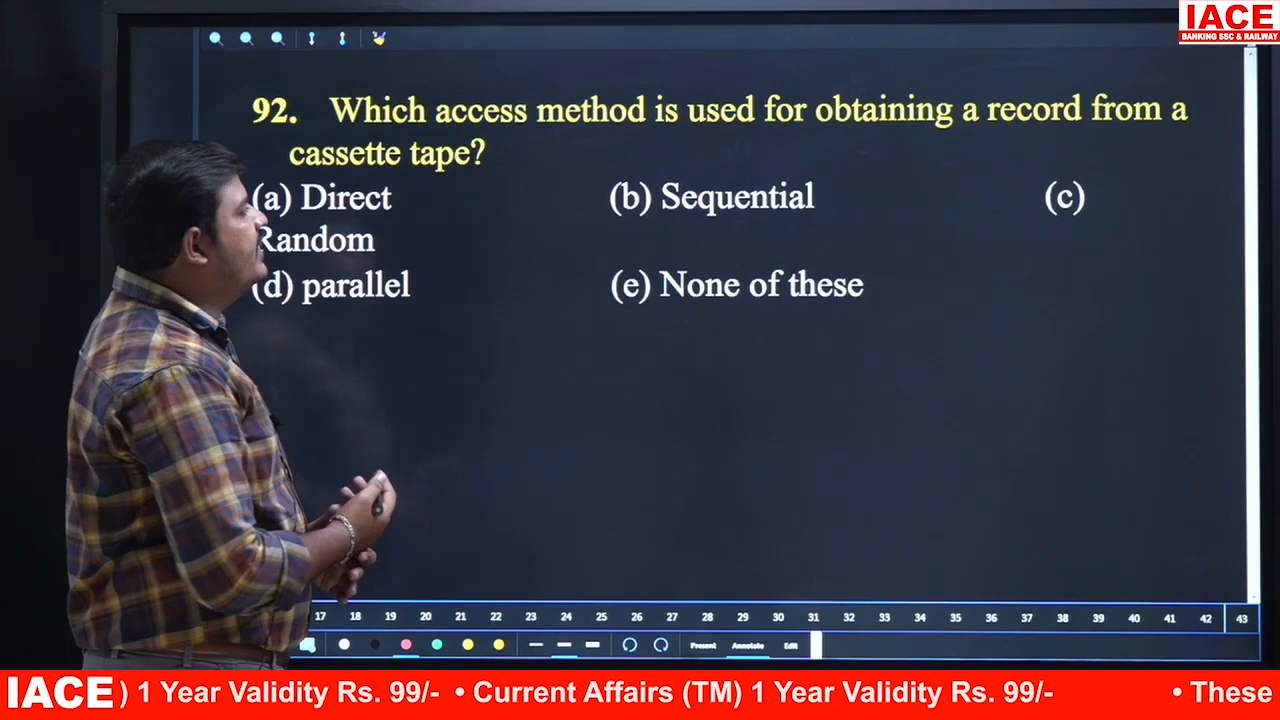 IACE
BANKING SSC & RAILWAY
92. Which access method is used for obtaining a record from a
cassette tape?
(a) Direct (b) Sequential (c)
Random
(d) parallel (e) None of these
17 18 19 20 21 22 23 24 25 26 27 28 29 30 31 32 33 34 35 36 37 38 39 40 41 42 43
Present Annotate Edit
IACE ) 1 Year Validity Rs. 99/- • Current Affairs (TM) 1 Year Validity Rs. 99/- • These